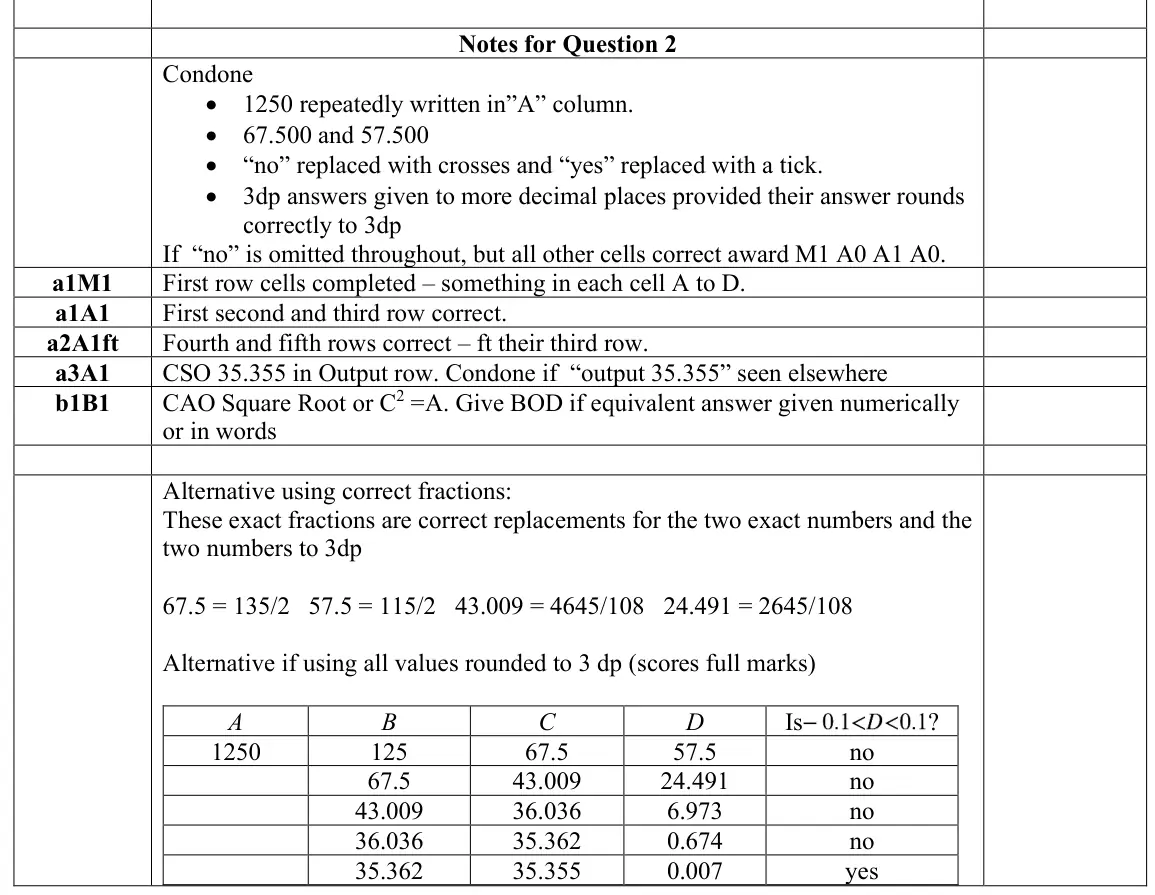 Notes for Question 2
Condone
• 1250 repeatedly written in”A” column.
• 67.500 and 57.500
• “no” replaced with crosses and “yes” replaced with a tick.
• 3dp answers given to more decimal places provided their answer rounds
correctly to 3dp
If “no” is omitted throughout, but all other cells correct award M1 A0 A1 A0.
a1M1 First row cells completed – something in each cell A to D.
a1A1 First second and third row correct.
a2A1ft Fourth and fifth rows correct – ft their third row.
a3A1 CSO 35.355 in Output row. Condone if “output 35.355” seen elsewhere
b1B1 CAO Square Root or C² =A. Give BOD if equivalent answer given numerically
or in words
Alternative using correct fractions:
These exact fractions are correct replacements for the two exact numbers and the
two numbers to 3dp
67.5 = 135/2 57.5 = 115/2 43.009 = 4645/108 24.491 = 2645/108
Alternative if using all values rounded to 3 dp (scores full marks)
A B C D Is− 0.1<D<0.1?
1250 125 67.5 57.5 no
67.5 43.009 24.491 no
43.009 36.036 6.973 no
36.036 35.362 0.674 no
35.362 35.355 0.007 yes